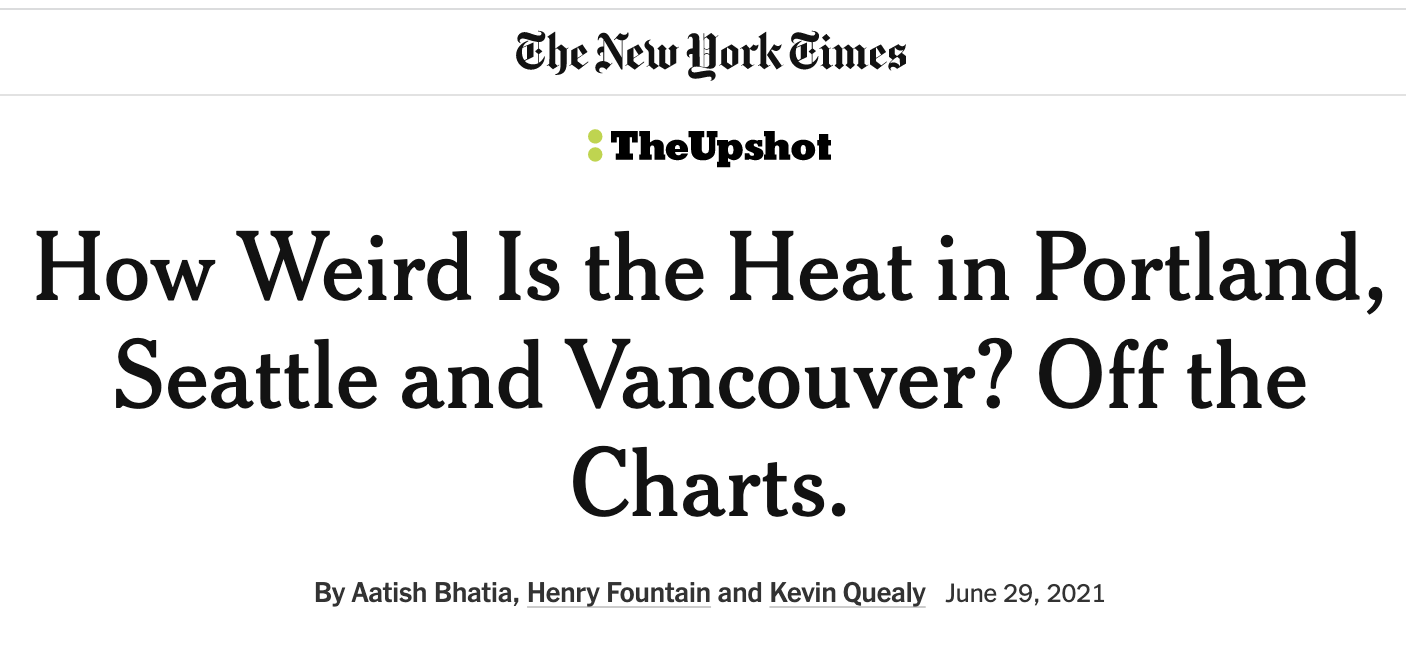 The New York Times
TheUpshot
How Weird Is the Heat in Portland,
Seattle and Vancouver? Off the
Charts.
By Aatish Bhatia, Henry Fountain and Kevin Quealy June 29, 2021